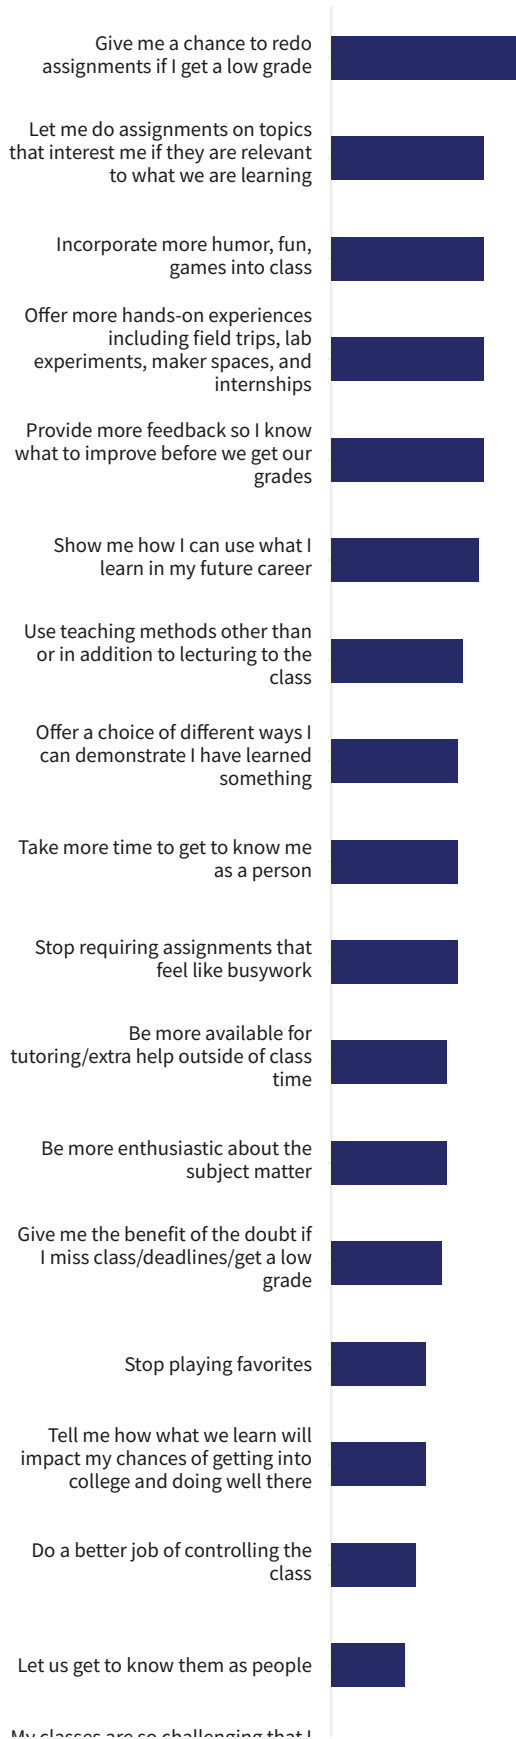 Give me a chance to redo
assignments if I get a low grade
Let me do assignments on topics
that interest me if they are relevant
to what we are learning
Incorporate more humor, fun,
games into class
Offer more hands-on experiences
including field trips, lab
experiments, maker spaces, and
internships
Provide more feedback so I know
what to improve before we get our
grades
Show me how I can use what I
learn in my future career
Use teaching methods other than
or in addition to lecturing to the
class
Offer a choice of different ways I
can demonstrate I have learned
something
Take more time to get to know me
as a person
Stop requiring assignments that
feel like busywork
Be more available for
tutoring/extra help outside of class
time
Be more enthusiastic about the
subject matter
Give me the benefit of the doubt if
I miss class/deadlines/get a low
grade
Stop playing favorites
Tell me how what we learn will
impact my chances of getting into
college and doing well there
Do a better job of controlling the
class
Let us get to know them as people
My classes are so challenging that I